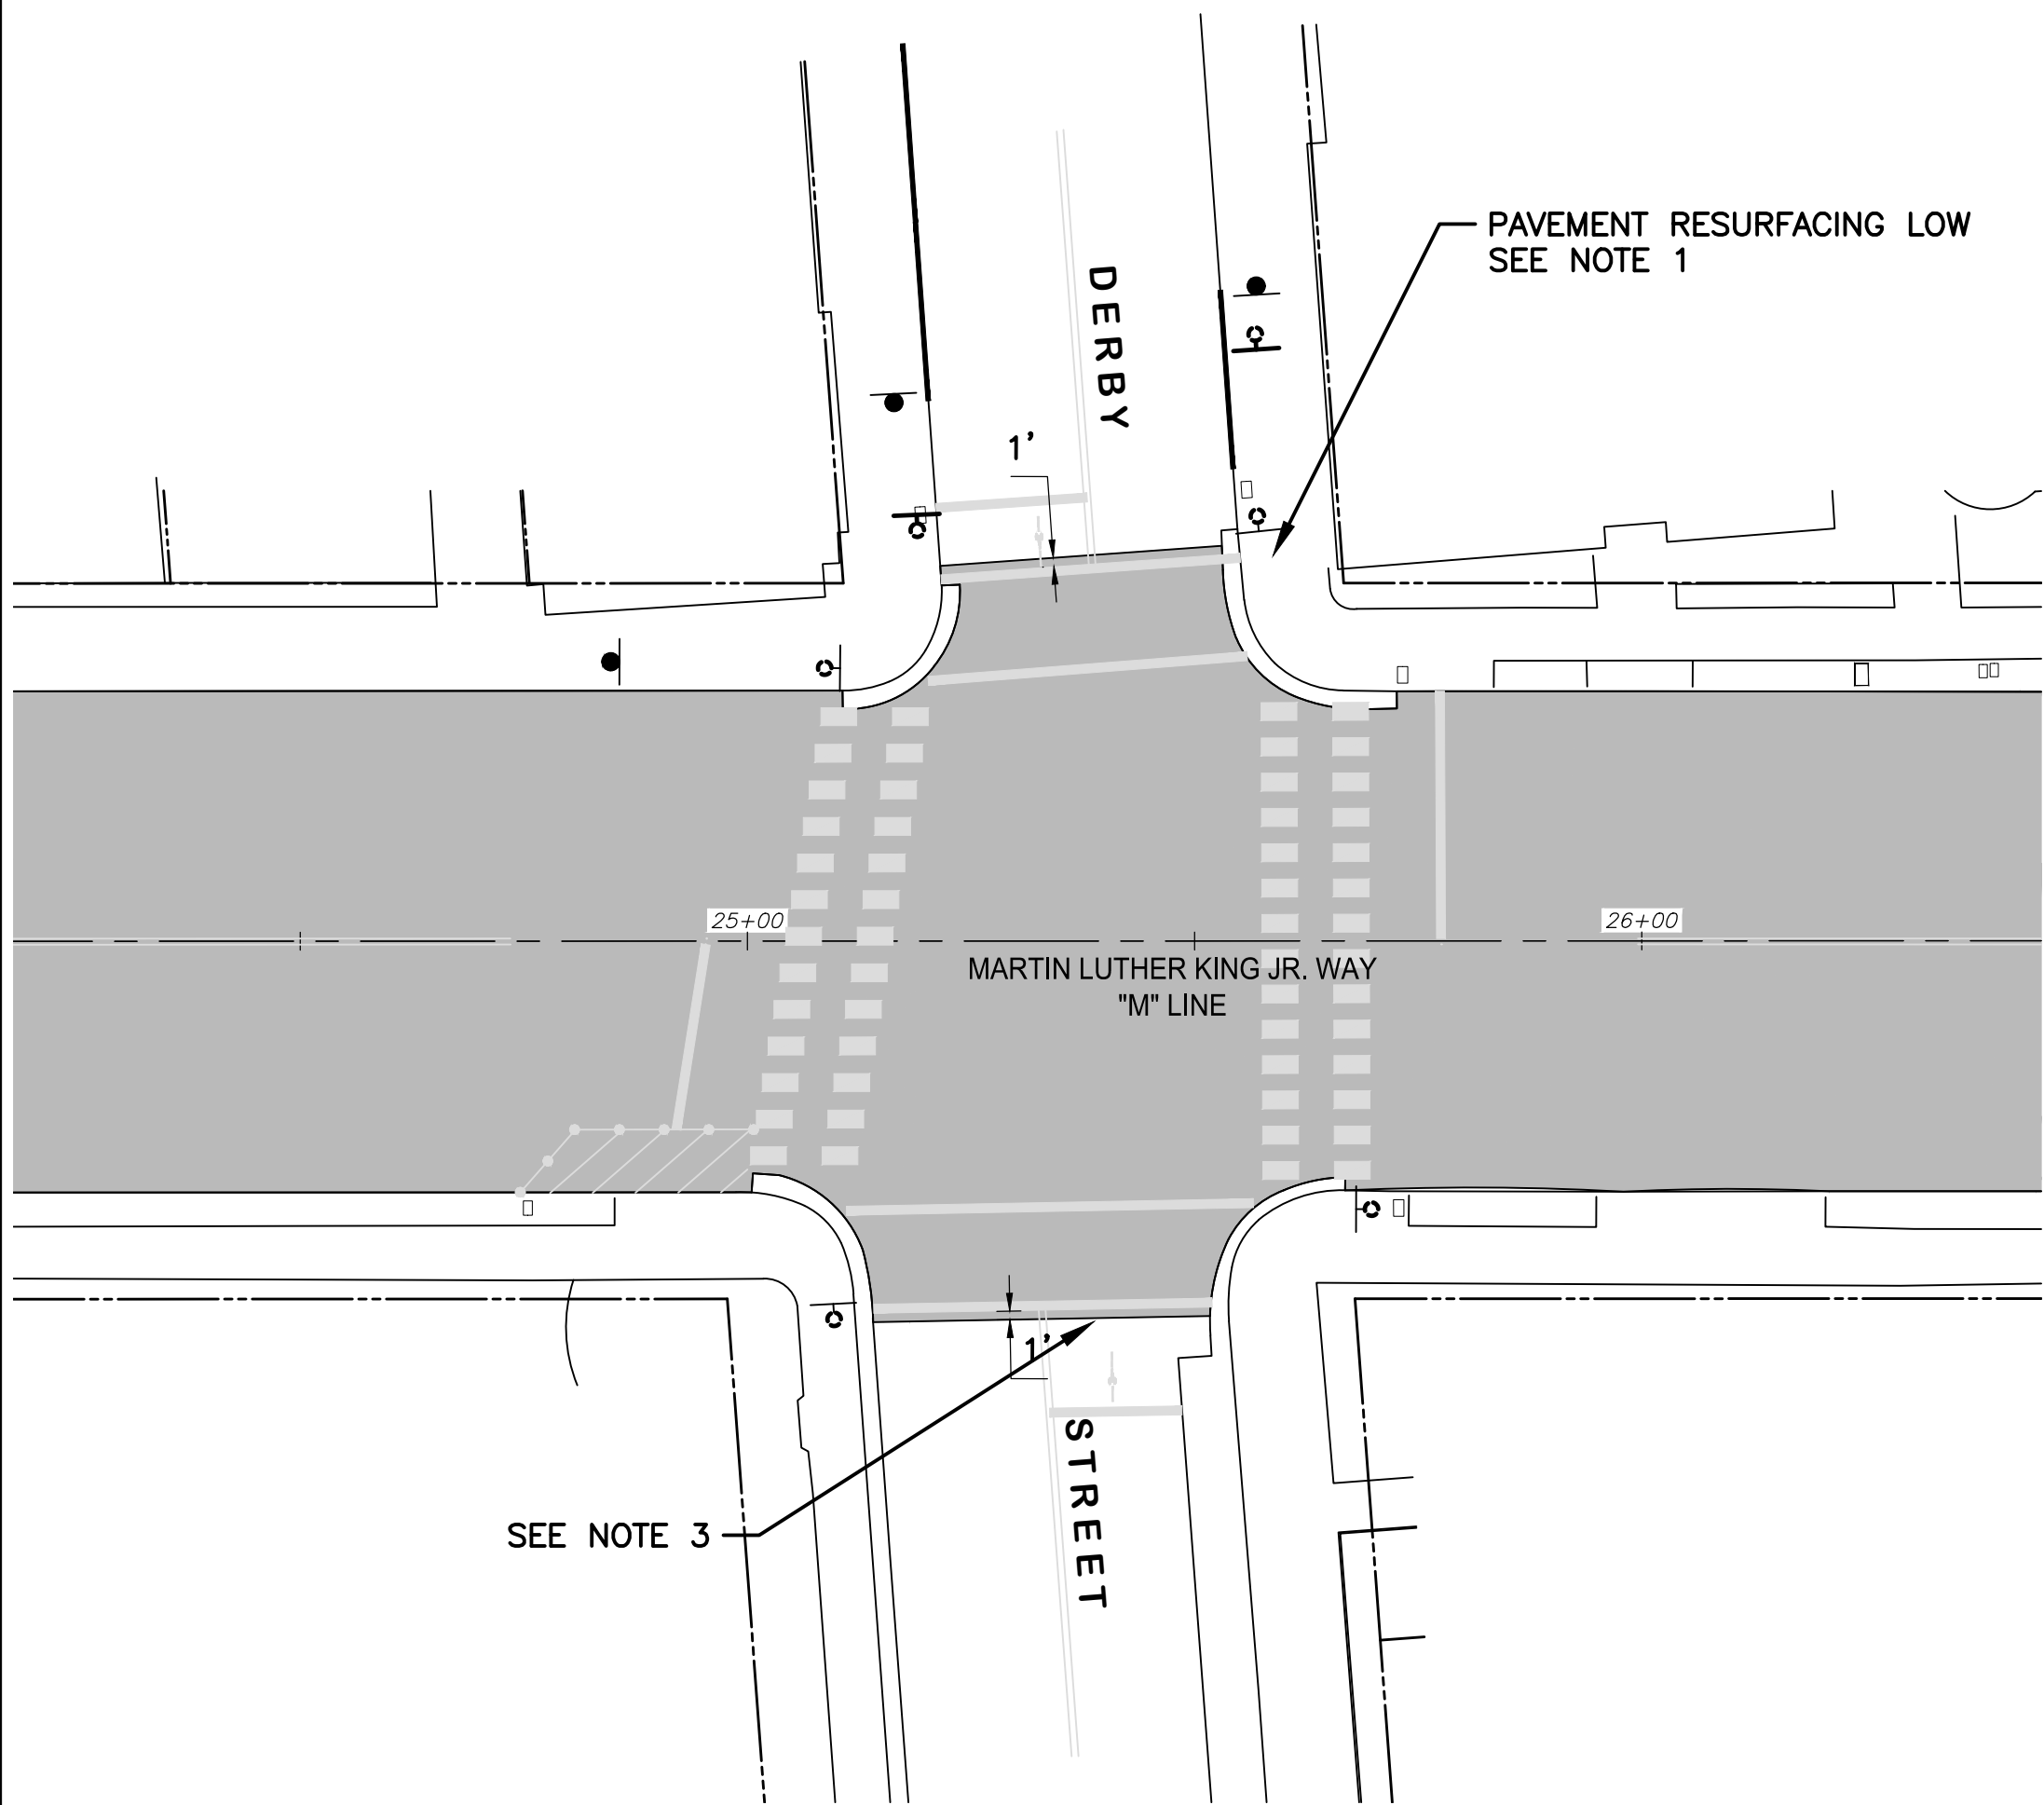 PAVEMENT RESURFACING LOW
SEE NOTE 1
DERBY
1'
25+00
26+00
MARTIN LUTHER KING JR. WAY
"M" LINE
1'
STREET
SEE NOTE 3